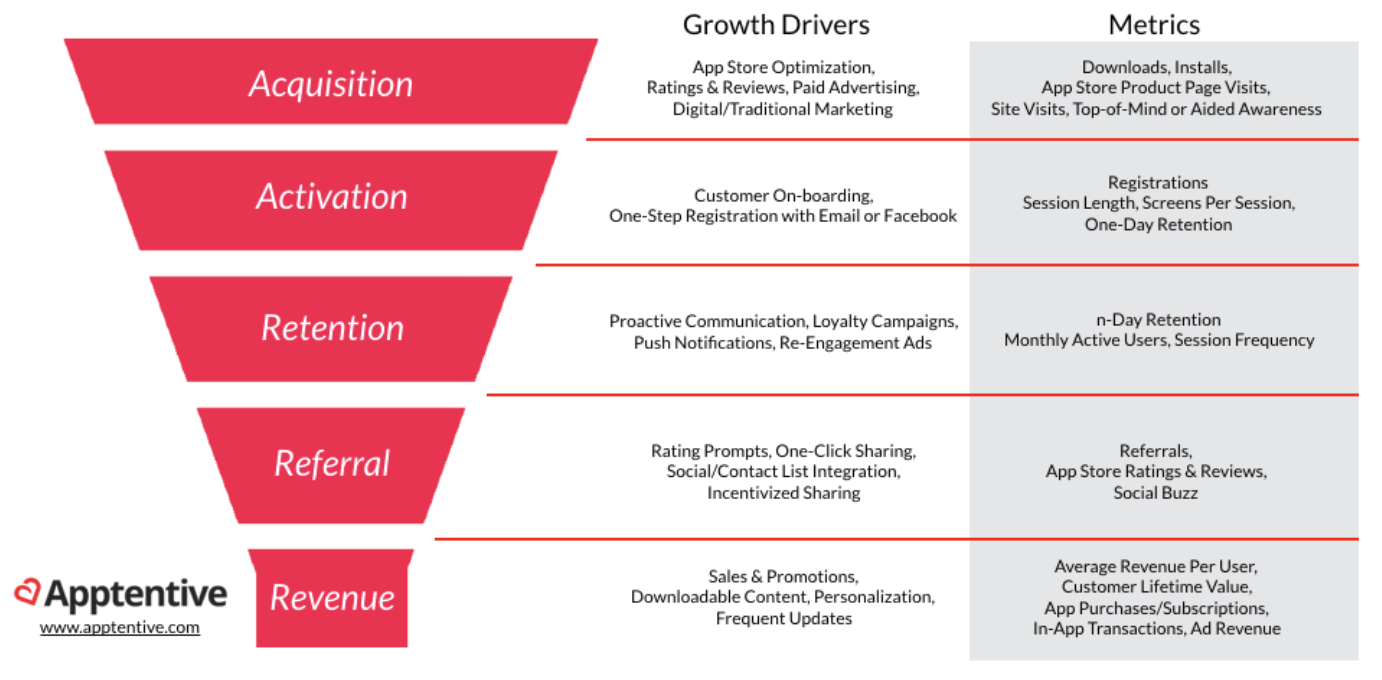 Growth Drivers
Metrics
Acquisition
App Store Optimization,
Ratings & Reviews, Paid Advertising,
Digital/Traditional Marketing
Downloads, Installs,
App Store Product Page Visits,
Site Visits, Top-of-Mind or Aided Awareness
Activation
Customer On-boarding,
One-Step Registration with Email or Facebook
Registrations
Session Length, Screens Per Session,
One-Day Retention
Retention
Proactive Communication, Loyalty Campaigns,
Push Notifications, Re-Engagement Ads
n-Day Retention
Monthly Active Users, Session Frequency
Referral
Rating Prompts, One-Click Sharing,
Social/Contact List Integration,
Incentivized Sharing
Referrals,
App Store Ratings & Reviews,
Social Buzz
Revenue
Sales & Promotions,
Downloadable Content, Personalization,
Frequent Updates
Average Revenue Per User,
Customer Lifetime Value,
App Purchases/Subscriptions,
In-App Transactions, Ad Revenue
Apptentive
www.apptentive.com